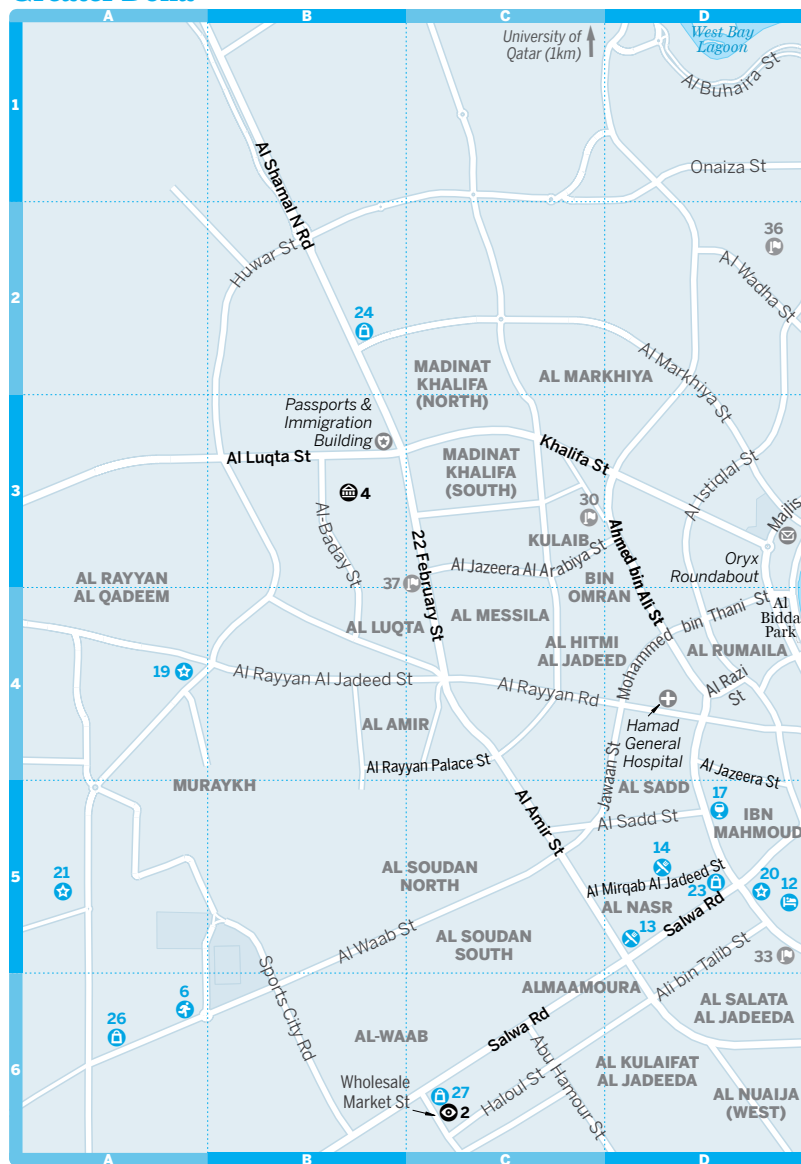 A
B
C
D
University of
Qatar (1km)
West Bay
Lagoon
Al Buhaira St
1
Al Shamal N Rd
Onaiza St
36
Huwar St
Al Wadha St
2
24
MADINAT
KHALIFA
(NORTH)
AL MARKHIYA
Al Markhiya St
Passports &
Immigration
Building
Al Luqta St
Khalifa St
MADINAT
KHALIFA
(SOUTH)
3
4
30
Al Istiqlal St
Majlis
Al-Baday St
22 February St
KULAIB
Ahmed bin Ali St
Oryx
Roundabout
Al Jazeera Al Arabiya St
37
BIN
OMRAN
AL RAYYAN
AL QADEEM
Al
Bidda
Park
Mohammed bin Thani St
AL LUQTA
AL MESSILA
AL HITMI
AL JADEED
AL RUMAILA
4
19
Al Rayyan Al Jadeed St
Al Rayyan Rd
Al Razi
St
AL AMIR
Hamad
General
Hospital
Al Rayyan Palace St
Jawaan St
Al Jazeera St
MURAYKH
AL SADD
17
Al Amir St
Al Sadd St
IBN
MAHMOUD
5
21
AL SOUDAN
NORTH
14
Al Mirqab Al Jadeed St
23
20
12
AL NASR
13
Salwa Rd
Al Waab St
AL SOUDAN
SOUTH
Ali bin Talib St
33
Sports City Rd
6
26
ALMAAMOURA
AL SALATA
AL JADEEDA
AL-WAAB
Salwa Rd
Abu Hamour St
6
Wholesale
Market St
27
2
Haloul St
AL KULAIFAT
AL JADEEDA
AL NUAIJA
(WEST)
A
B
C
D